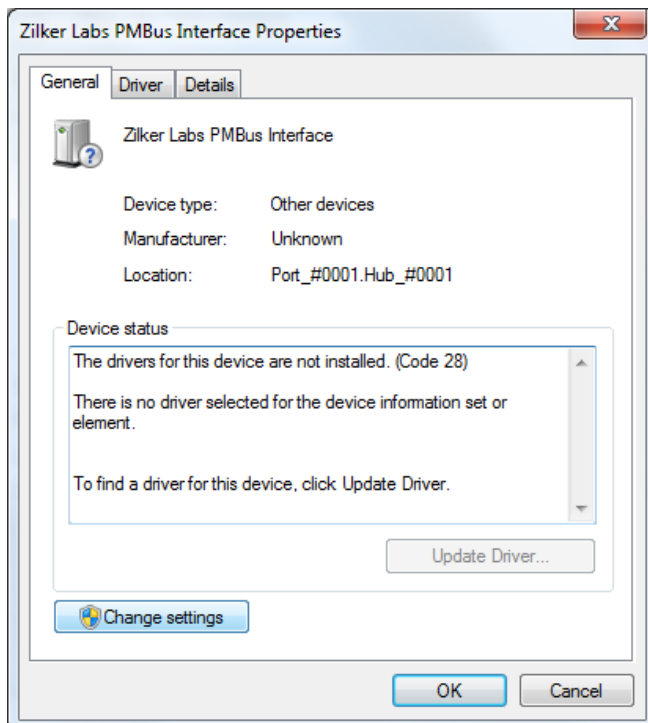 Zilker Labs PMBus Interface Properties
General Driver Details
Zilker Labs PMBus Interface
Device type: Other devices
Manufacturer: Unknown
Location: Port_#0001.Hub_#0001
Device status
The drivers for this device are not installed. (Code 28)
There is no driver selected for the device information set or
element.
To find a driver for this device, click Update Driver.
Update Driver...
Change settings
OK Cancel